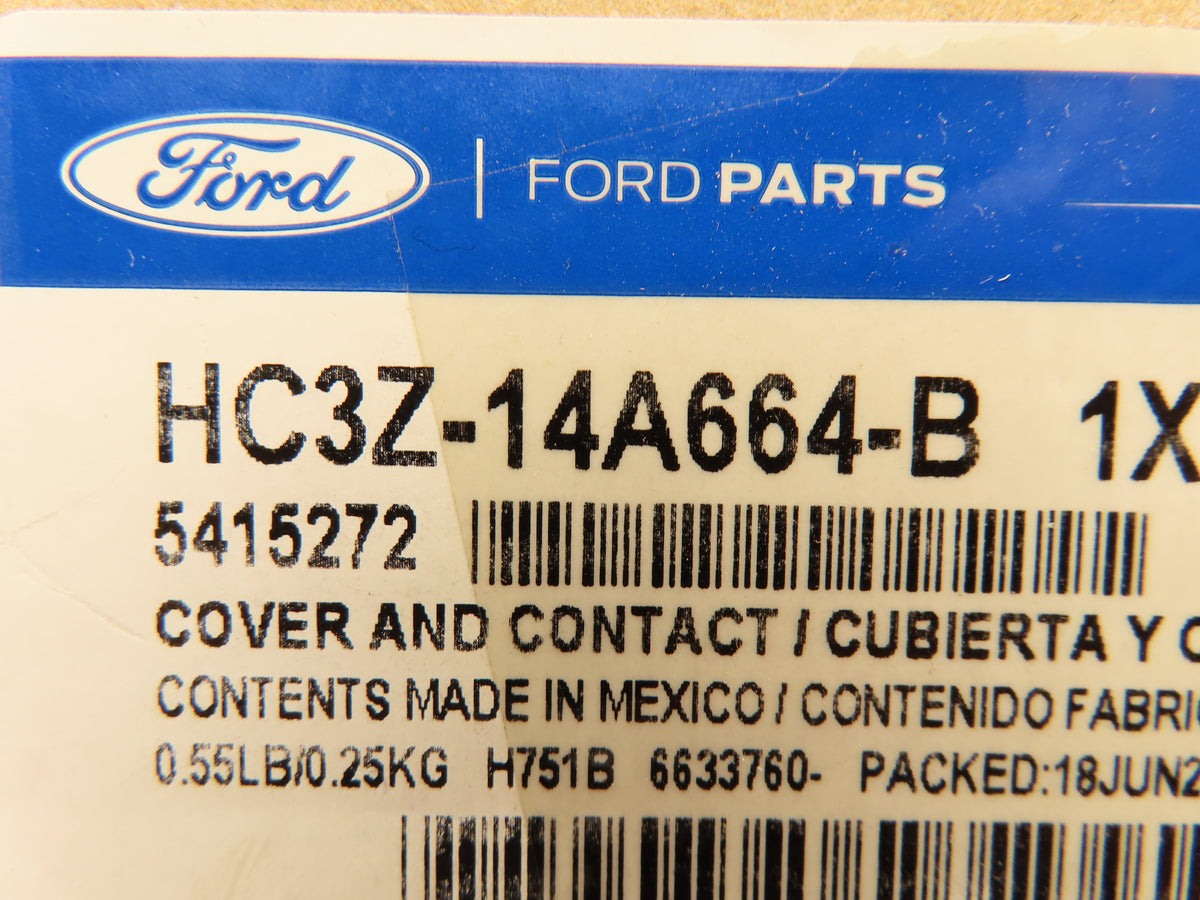 Ford FORD PARTS
HC3Z-14A664-B 1X
5415272
COVER AND CONTACT / CUBIERTA Y C
CONTENTS MADE IN MEXICO / CONTENIDO FABRI
0.55LB/0.25KG H751B 6633760- PACKED:18JUN2